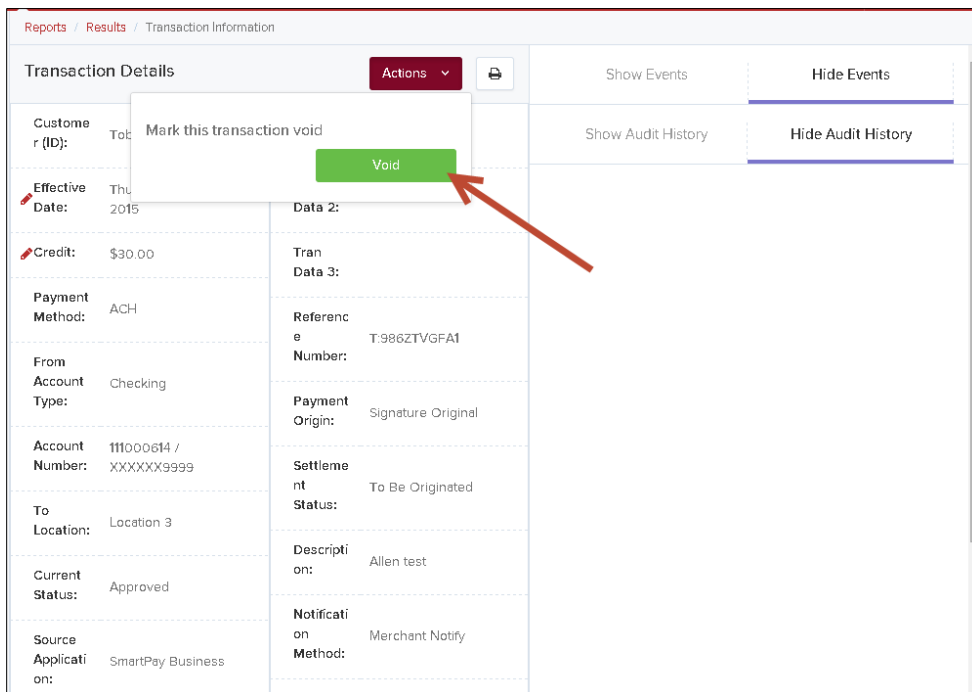 Reports / Results / Transaction Information
Transaction Details
Actions
Show Events
Hide Events
Show Audit History
Hide Audit History
Mark this transaction void
Void
Custome
r (ID):
Effective
Date:
2015
Credit:
$30.00
Payment
Method:
ACH
From
Account
Type:
Checking
Account
Number:
111000614 /
XXXXXX9999
To
Location:
Location 3
Current
Status:
Approved
Source
Applicati
on:
SmartPay Business
Data 2:
Tran
Data 3:
Referenc
e
Number:
T:986ZTVGFA1
Payment
Origin:
Signature Original
Settleme
nt
Status:
To Be Originated
Descripti
on:
Allen test
Notificati
on
Method:
Merchant Notify